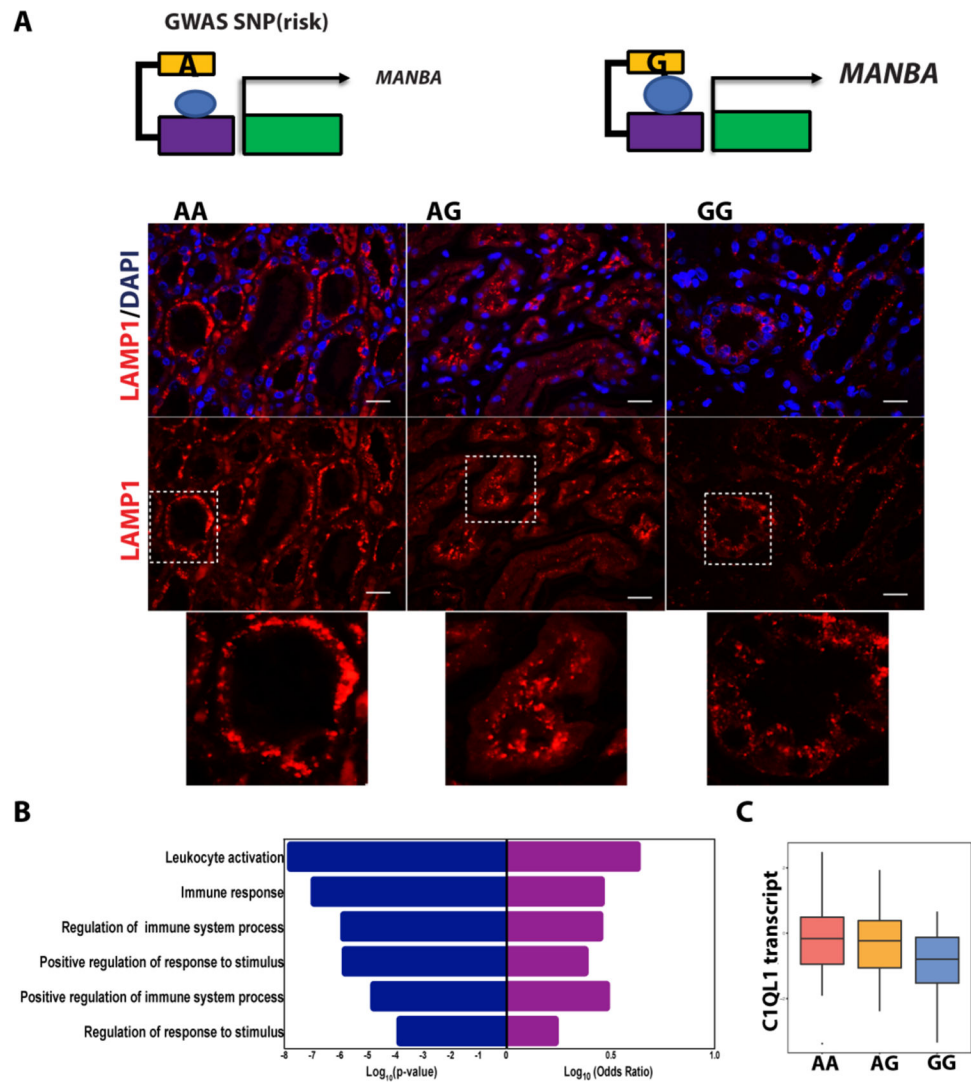 A
GWAS SNP(risk)
A
MANBA
G
MANBA
AA
AG
GG
LAMP1/DAPI
LAMP1
B
Leukocyte activation
Immune response
Regulation of immune system process
Positive regulation of response to stimulus
Positive regulation of immune system process
Regulation of response to stimulus
-8 -7 -6 -5 -4 -3 -2 -1 0 0.5 1.0
Log10(p-value)
Log10 (Odds Ratio)
C
C1QL1 transcript
AA AG GG